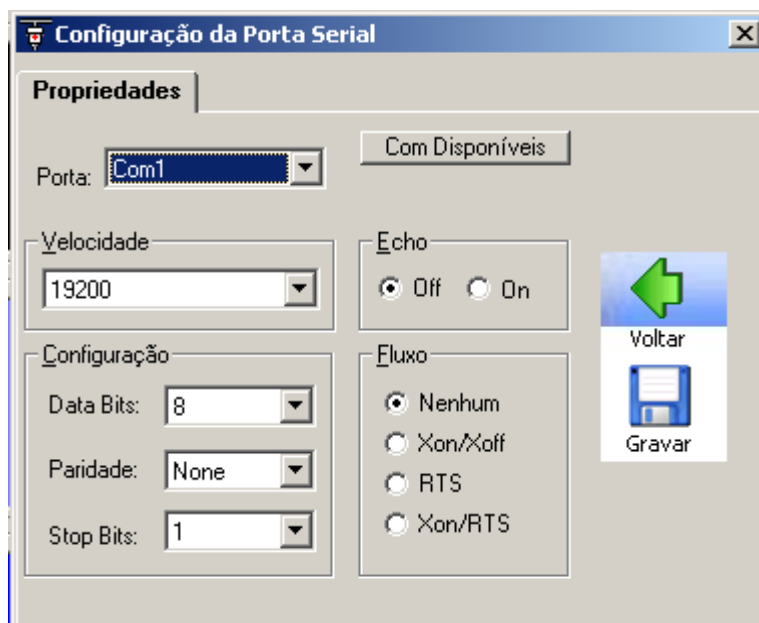 Configuração da Porta Serial
Propriedades
Porta: Com1
Com Disponíveis
Velocidade
19200
Echo
Off On
Configuração
Data Bits: 8
Paridade: None
Stop Bits: 1
Fluxo
Nenhum
Xon/Xoff
RTS
Xon/RTS
Voltar
Gravar